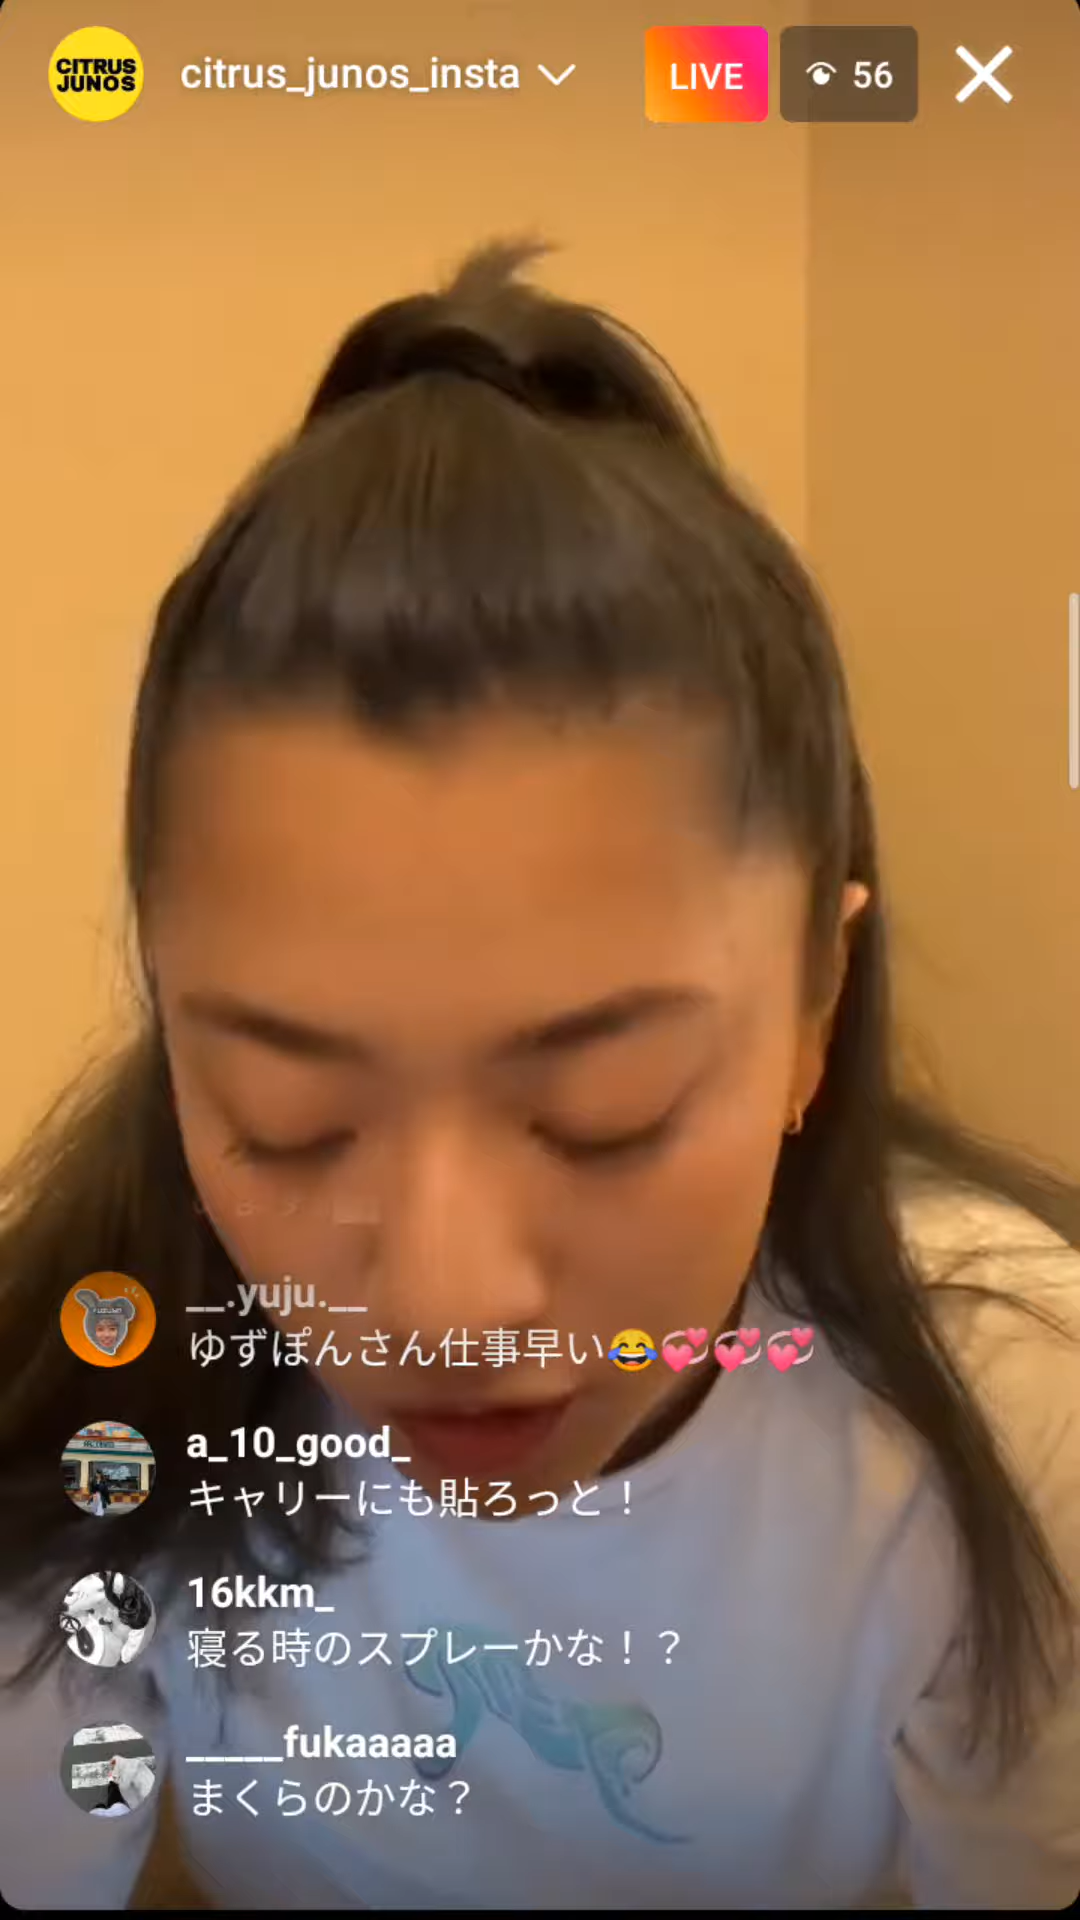 CITRUS
JUNOS
citrus_junos_insta
LIVE
56
__.yuju.__
ゆずぽんさん仕事早い😂💞💞💞
a_10_good_
キャリーにも貼ろっと！
16kkm_
寝る時のスプレーかな！？
_____fukaaaaa
まくらのかな？